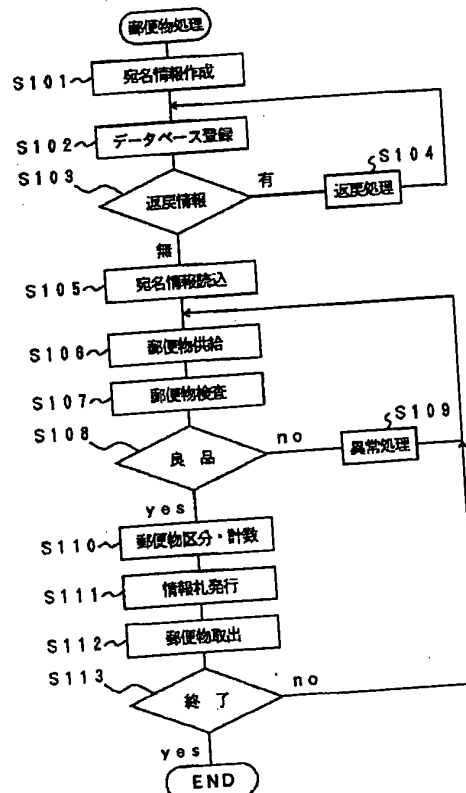 郵便物処理
S101
宛名情報作成
S102
データベース登録
S103
返戻情報
有
S104
返戻処理
無
S105
宛名情報読込
S106
郵便物供給
S107
郵便物検査
S108
良品
no
S109
異常処理
yes
S110
郵便物区分・計数
S111
情報札発行
S112
郵便物取出
S113
終了
no
yes
END